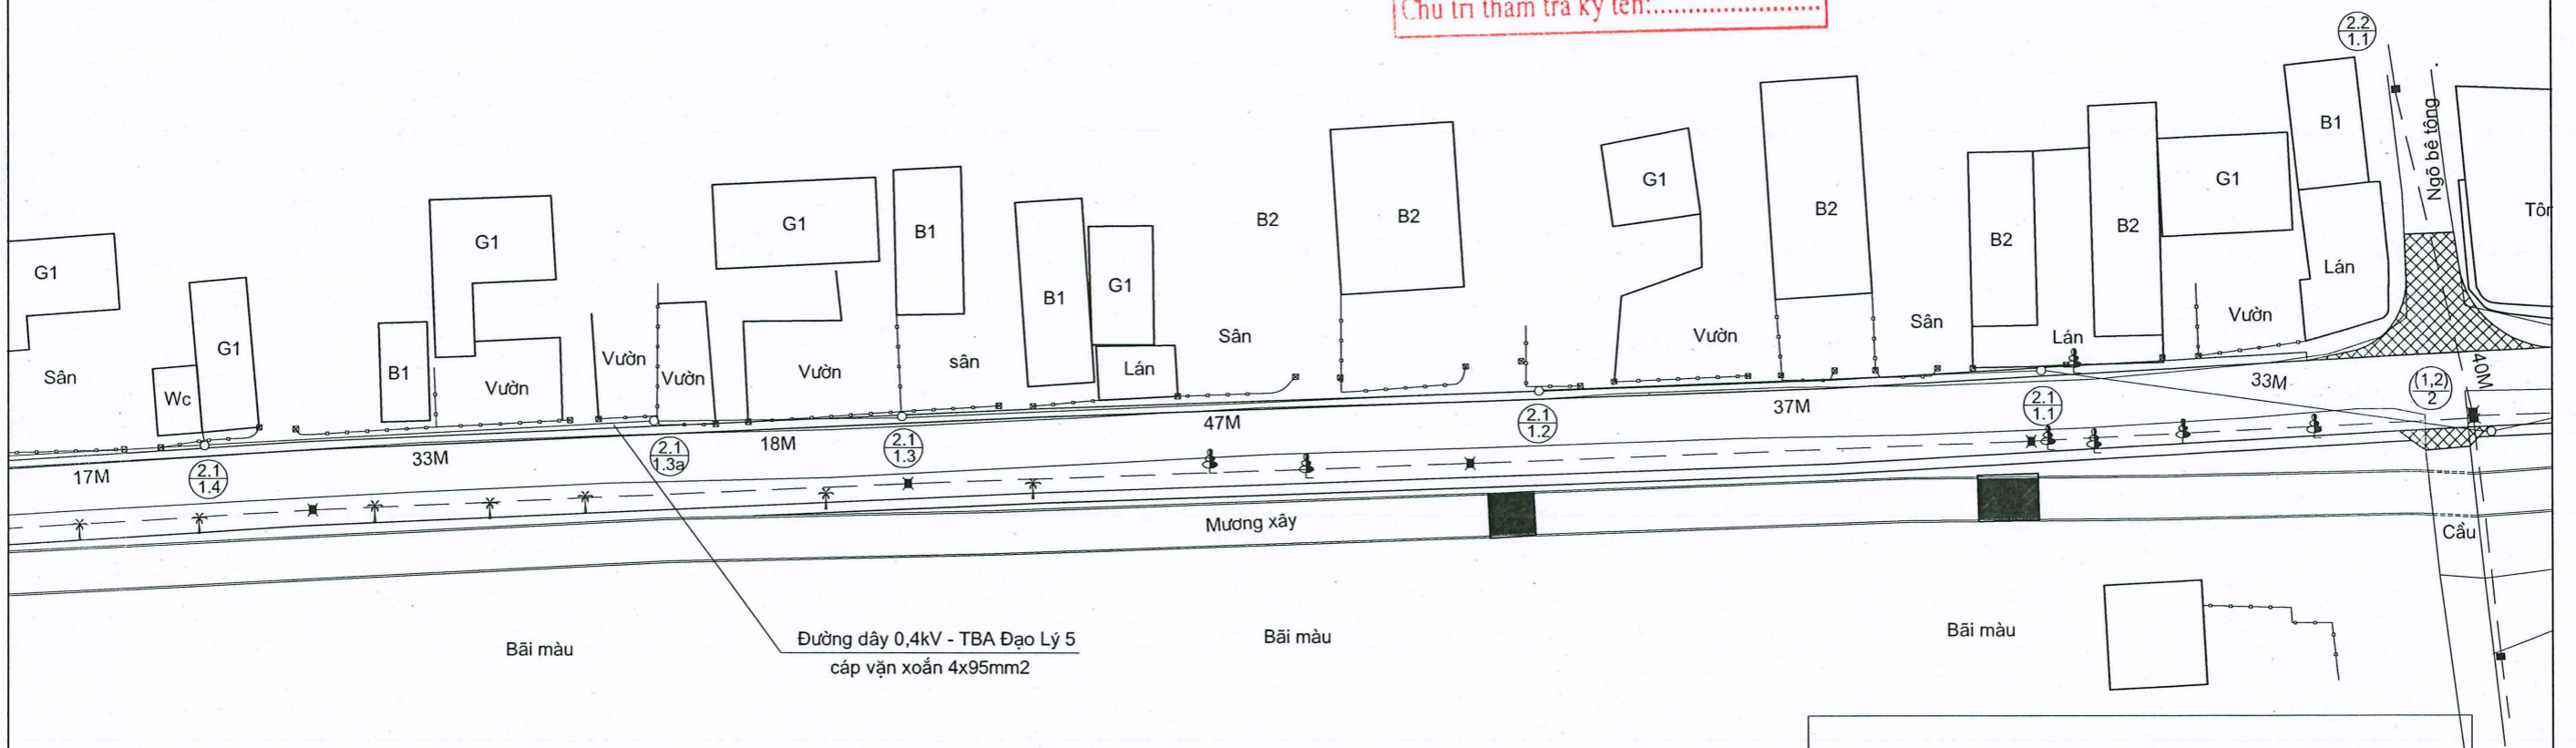 Chủ trì thẩm tra ký tên:
2.2
1.1
B1
Ngõ bê tông
G1
B2
B2
B2
G1
B2
B2
G1
B1
G1
B1
G1
B1
G1
G1
B1
Lán
Vườn
Lán
Sân
Vườn
Sân
Lán
sân
Vườn
Vườn
Vườn
Vườn
G1
Wc
Sân
40M
33M
(1,2)
2
2.1
1.1
37M
2.1
1.2
47M
2.1
1.3
18M
2.1
1.3a
33M
2.1
1.4
17M
Mương xây
Cầu
Đường dây 0,4kV - TBA Đạo Lý 5
cáp vặn xoắn 4x95mm2
Bãi màu
Bãi màu
Bãi màu